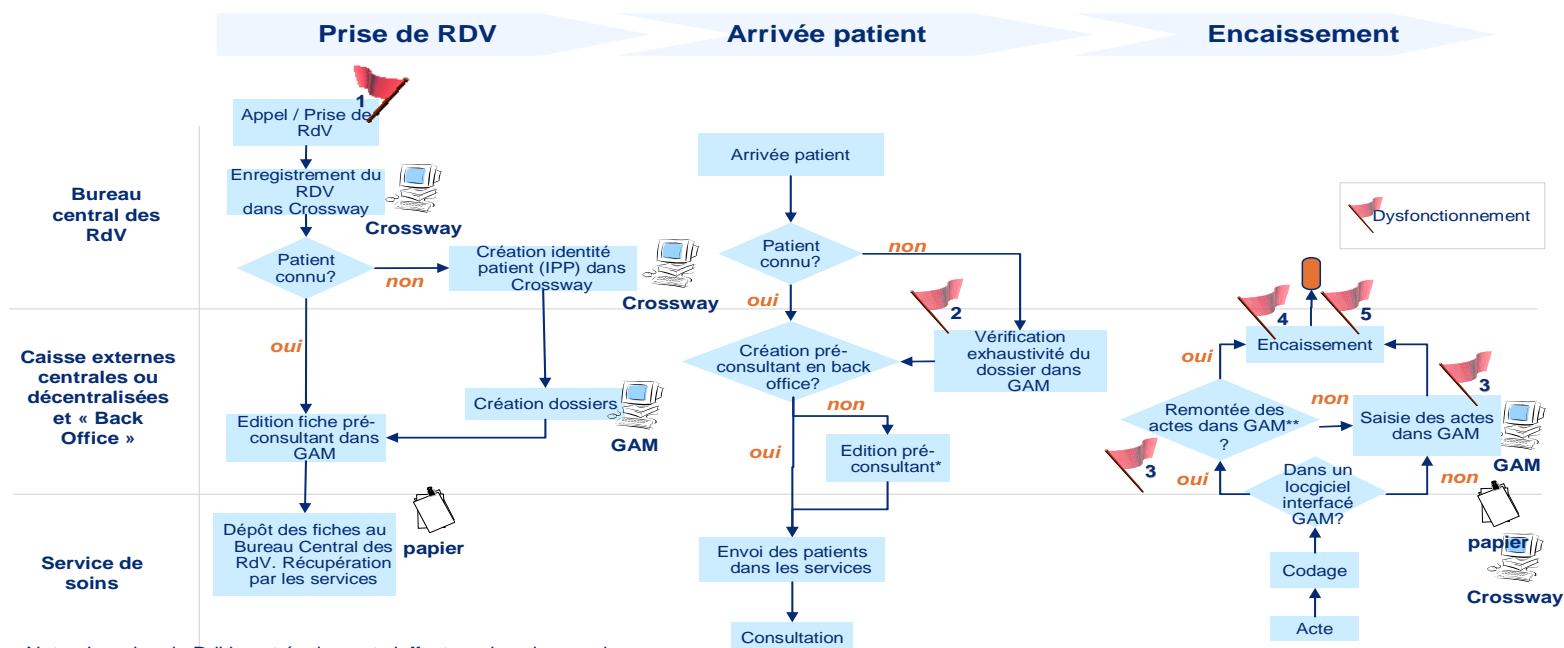 Prise de RDV
Arrivée patient
Encaissement
Bureau
central des
RdV
Caisse externes
centrales ou
décentralisées
et « Back
Office »
Service de
soins
1
Appel / Prise de
RdV
Enregistrement du
RDV
dans Crossway
Crossway
Patient
connu?
non
Création identité
patient (IPP) dans
Crossway
Crossway
oui
Création dossiers
GAM
Edition fiche pré-
consultant dans
GAM
Dépôt des fiches au
Bureau Central des
RdV. Récupération
par les services
papier
Arrivée patient
Patient
connu?
non
oui
2
Vérification
exhaustivité du
dossier dans
GAM
Création pré-
consultant en back
office?
non
oui
Edition pré-
consultant*
Envoi des patients
dans les services
Consultation
Dysfonctionnement
4
5
Encaissement
oui
3
Remontée des
actes dans GAM**
?
non
Saisie des actes
dans GAM
GAM
3
oui
Dans un
locgiciel
interfacé
GAM?
non
papier
Crossway
Codage
Acte